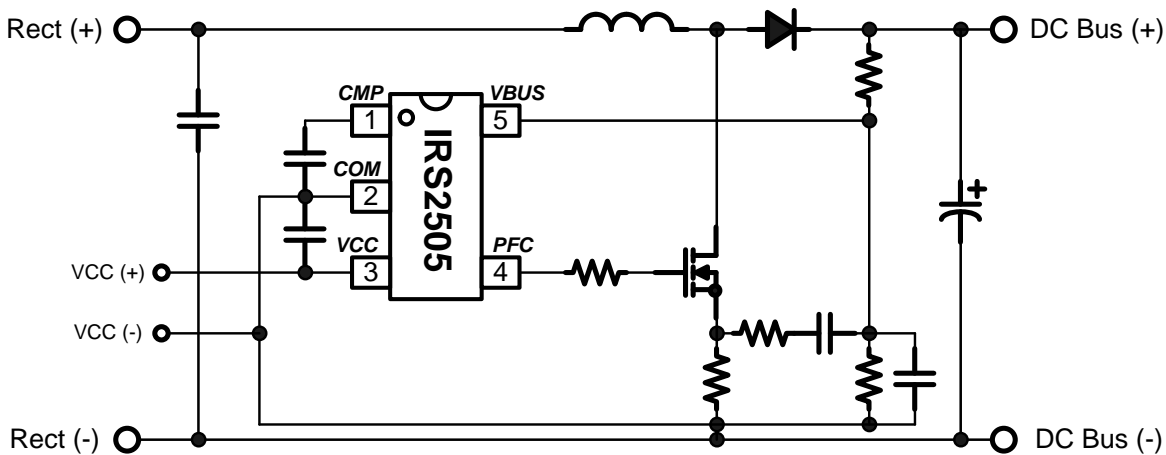 Rect (+)
DC Bus (+)
CMP
VBUS
1
5
COM
IRS2505
2
VCC
PFC
VCC (+)
3
4
VCC (-)
+
Rect (-)
DC Bus (-)